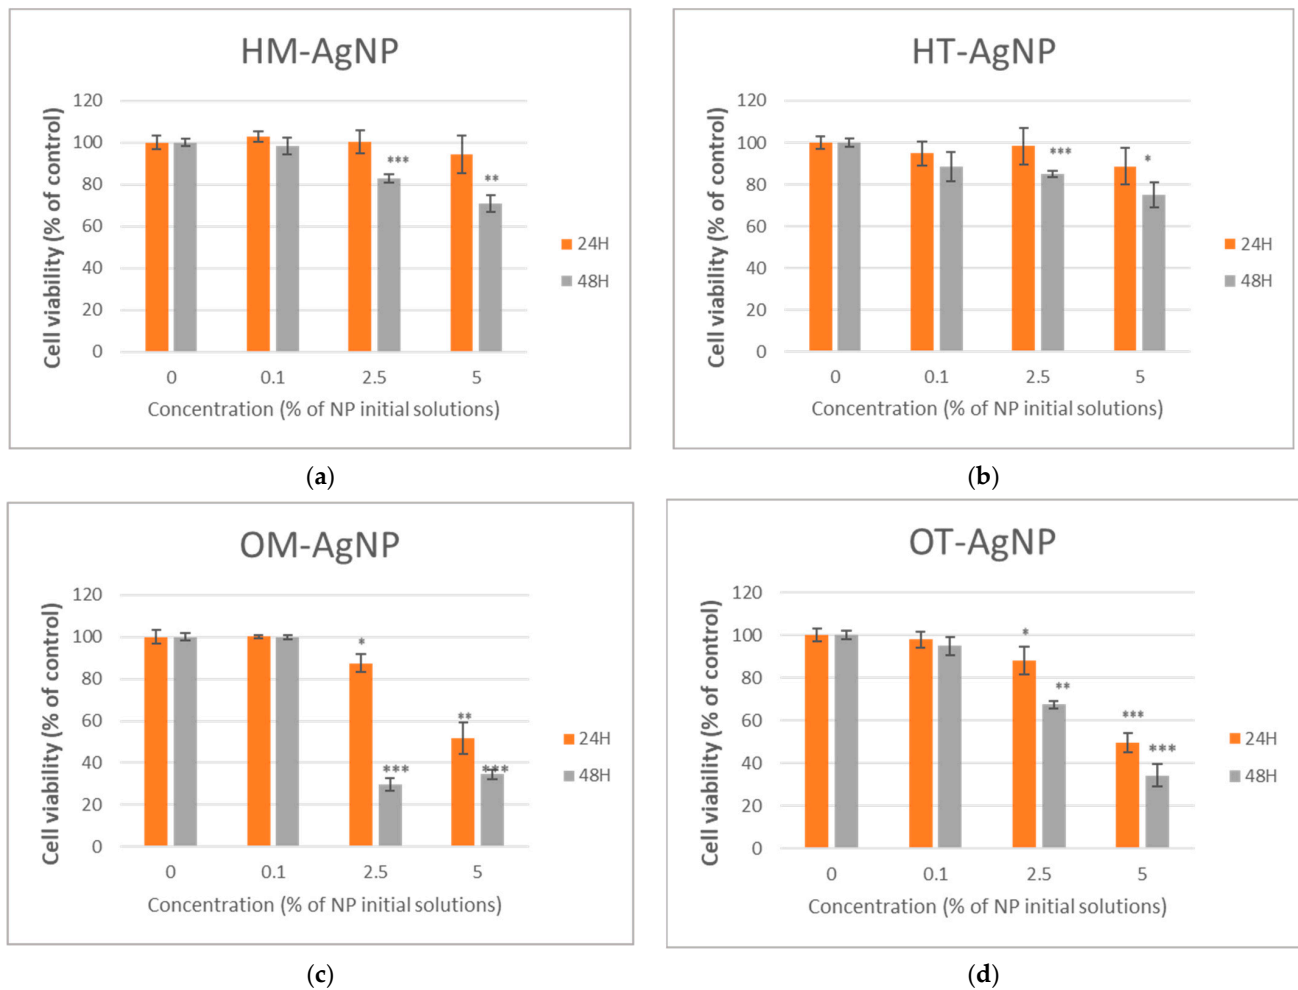 HM-AgNP
Cell viability (% of control)
120
100
80
60
40
20
0
***
**
0 0.1 2.5 5
Concentration (% of NP initial solutions)
24H
48H
(a)
HT-AgNP
Cell viability (% of control)
120
100
80
60
40
20
0
***
*
0 0.1 2.5 5
Concentration (% of NP initial solutions)
24H
48H
(b)
OM-AgNP
Cell viability (% of control)
120
100
80
60
40
20
0
*
***
**
***
0 0.1 2.5 5
Concentration (% of NP initial solutions)
24H
48H
(c)
OT-AgNP
Cell viability (% of control)
120
100
80
60
40
20
0
*
**
***
***
0 0.1 2.5 5
Concentration (% of NP initial solutions)
24H
48H
(d)